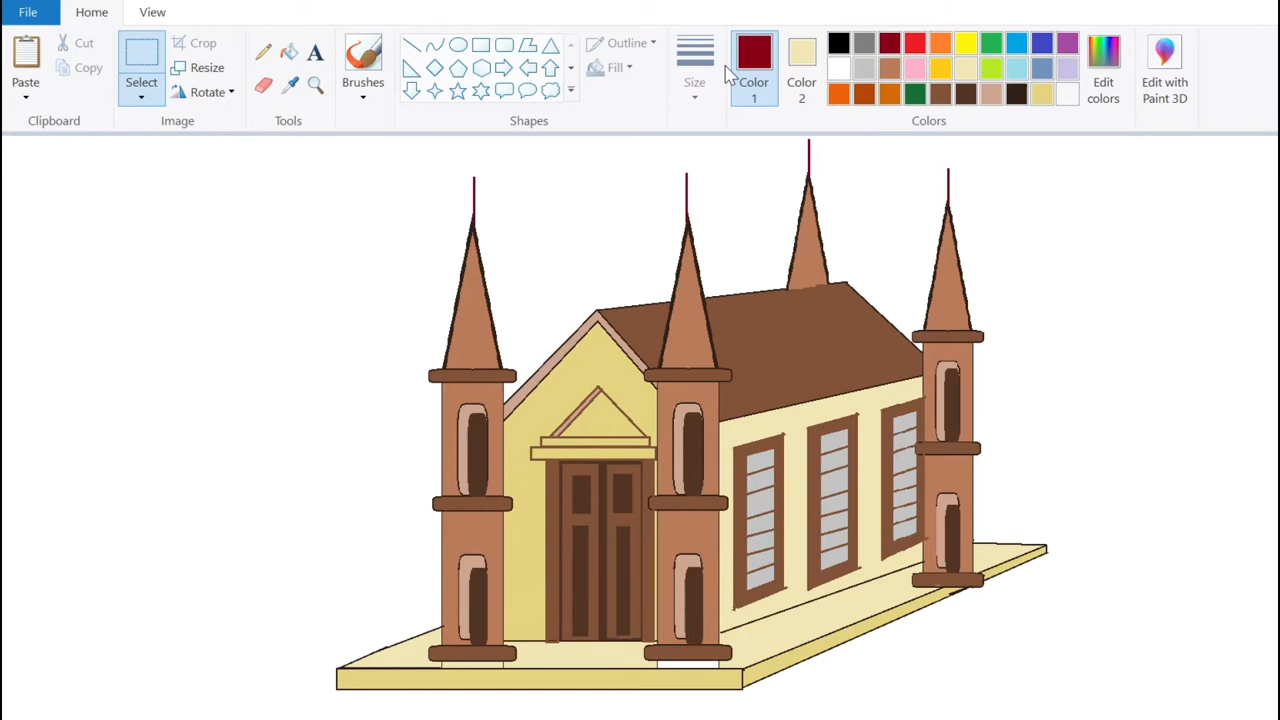 File Home View
Paste
Cut
Copy
Clipboard
Select
Crop
Resize
Rotate
Image
A
Tools
Brushes
Outline
Fill
Shapes
Size
Color
1
Color
2
Colors
Edit
colors
Edit with
Paint 3D